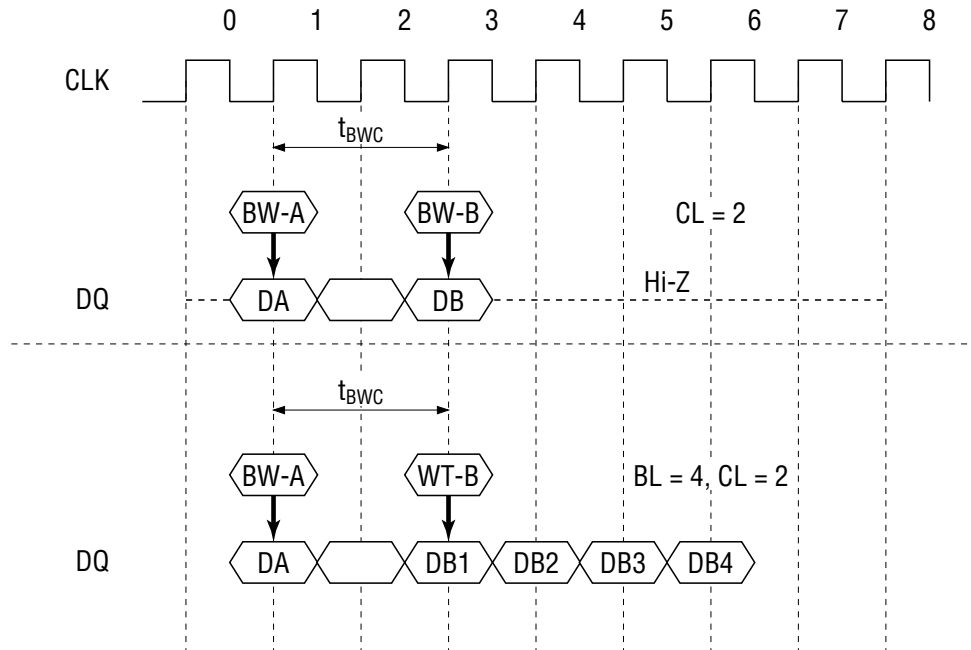 0 1 2 3 4 5 6 7 8
CLK
tBWC
BW-A BW-B CL = 2
DQ DA DB Hi-Z
tBWC
BW-A WT-B BL = 4, CL = 2
DQ DA DB1 DB2 DB3 DB4